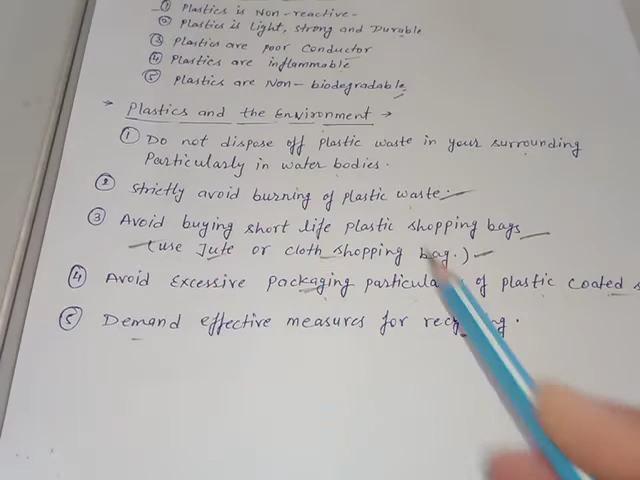 ① Plastics is Non-reactive-
② Plastics is Light, strong and Durable
③ Plastics are poor conductor
④ Plastics are inflammable
⑤ Plastics are Non-biodegradable
→ Plastics and the Environment →
① Do not dispose off plastic waste in your surrounding
Particularly in water bodies.
② Strictly avoid burning of plastic waste.
③ Avoid buying short life plastic shopping bags
(use Jute or cloth shopping bag.)
④ Avoid Excessive packaging of plastic coated
⑤ Demand effective measures for